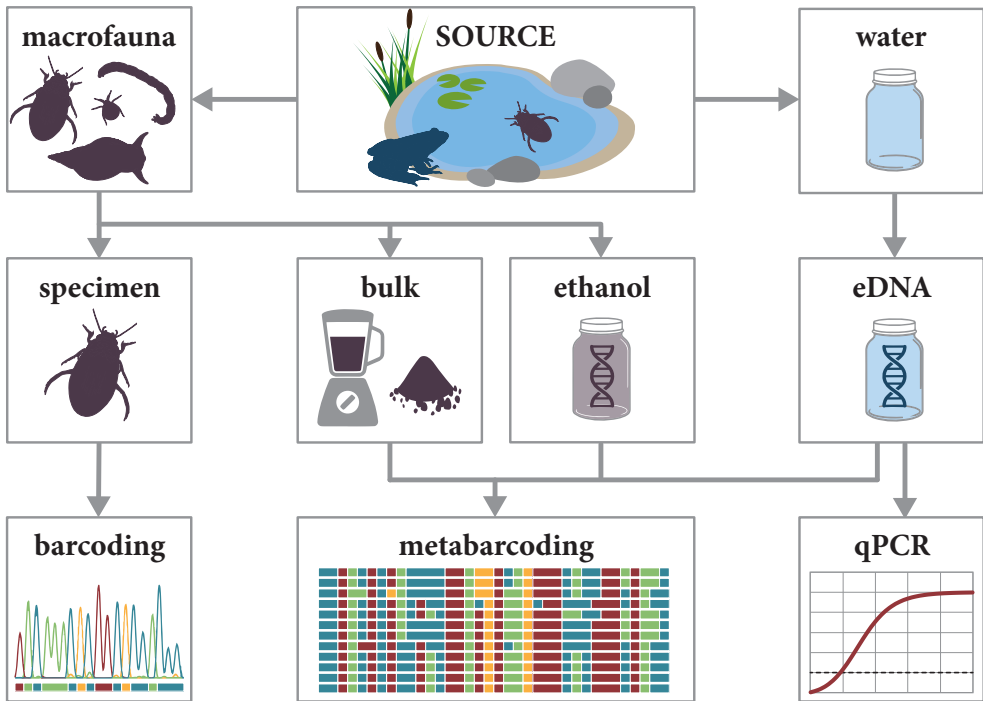 macrofauna
SOURCE
water
specimen
bulk
ethanol
eDNA
barcoding
metabarcoding
qPCR